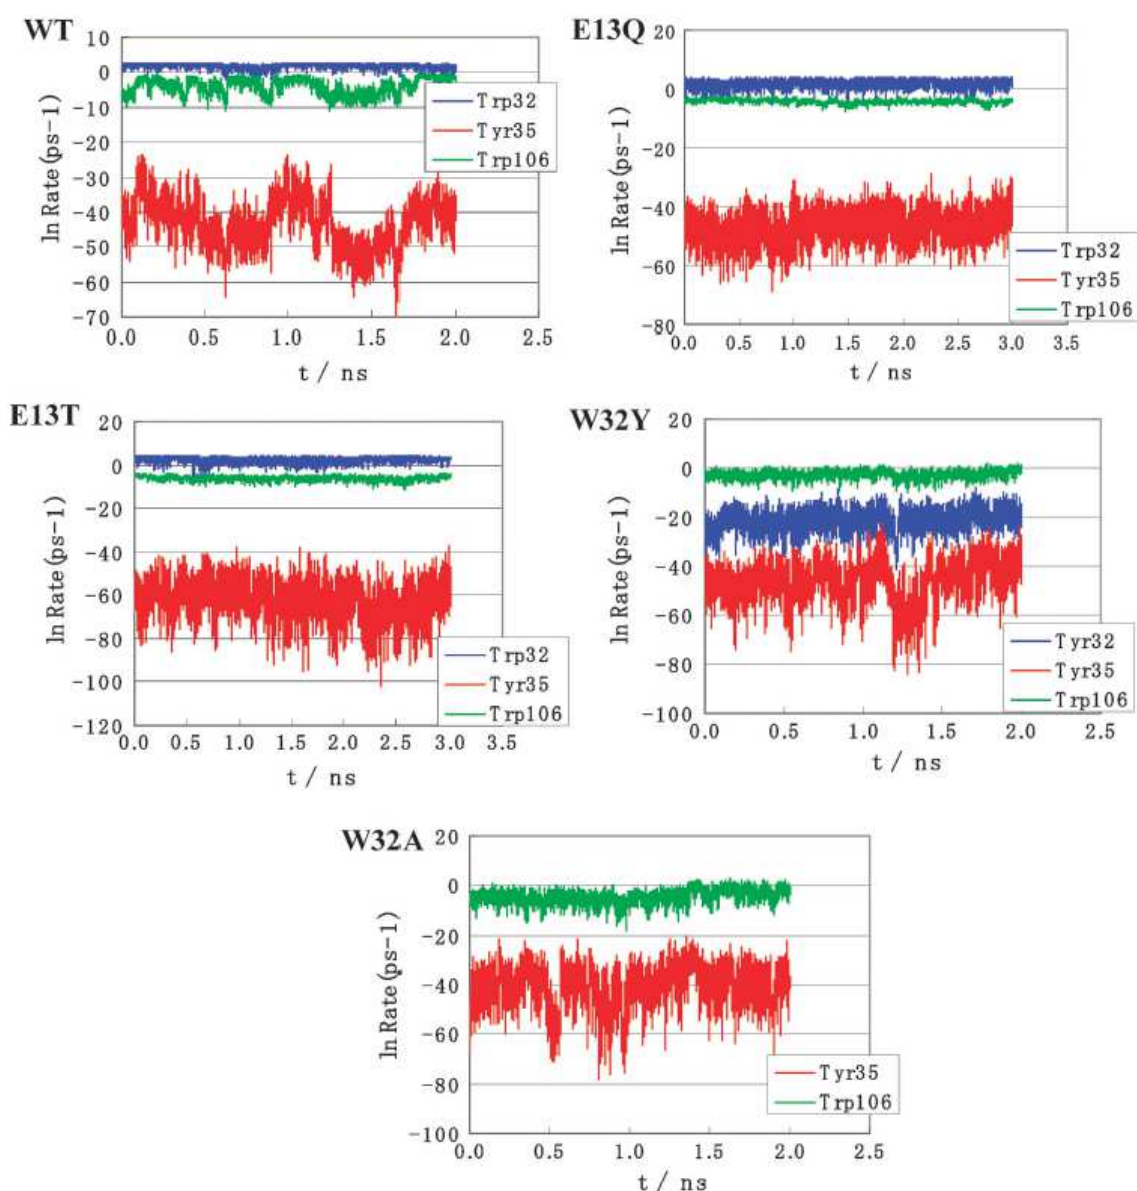 WT
10
0
-10
-20
-30
-40
-50
-60
-70
ln Rate(ps-1)
0.0 0.5 1.0 1.5 2.0 2.5
t / ns
Trp32
Tyr35
Trp106
E13Q
20
0
-20
-40
-60
-80
ln Rate(ps-1)
0.0 0.5 1.0 1.5 2.0 2.5 3.0 3.5
t / ns
Trp32
Tyr35
Trp106
E13T
20
0
-20
-40
-60
-80
-100
-120
ln Rate(ps-1)
0.0 0.5 1.0 1.5 2.0 2.5 3.0 3.5
t / ns
Trp32
Tyr35
Trp106
W32Y
20
0
-20
-40
-60
-80
-100
ln Rate(ps-1)
0.0 0.5 1.0 1.5 2.0 2.5
t / ns
Tyr32
Tyr35
Trp106
W32A
20
0
-20
-40
-60
-80
-100
ln Rate(ps-1)
0.0 0.5 1.0 1.5 2.0 2.5
t / ns
Tyr35
Trp106